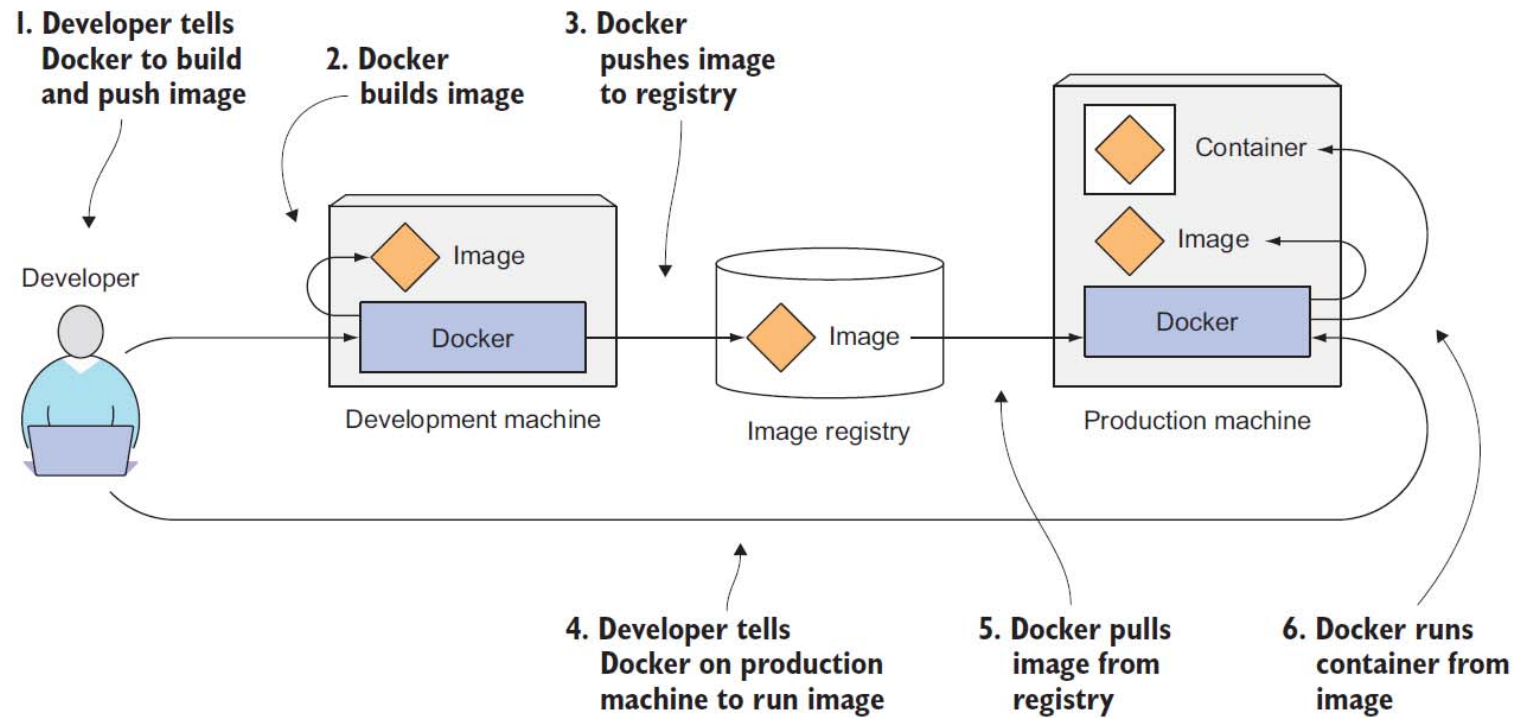 1. Developer tells
Docker to build
and push image
2. Docker
builds image
3. Docker
pushes image
to registry
Container
Image
Docker
Production machine
Developer
Image
Docker
Development machine
Image
Image registry
4. Developer tells
Docker on production
machine to run image
5. Docker pulls
image from
registry
6. Docker runs
container from
image